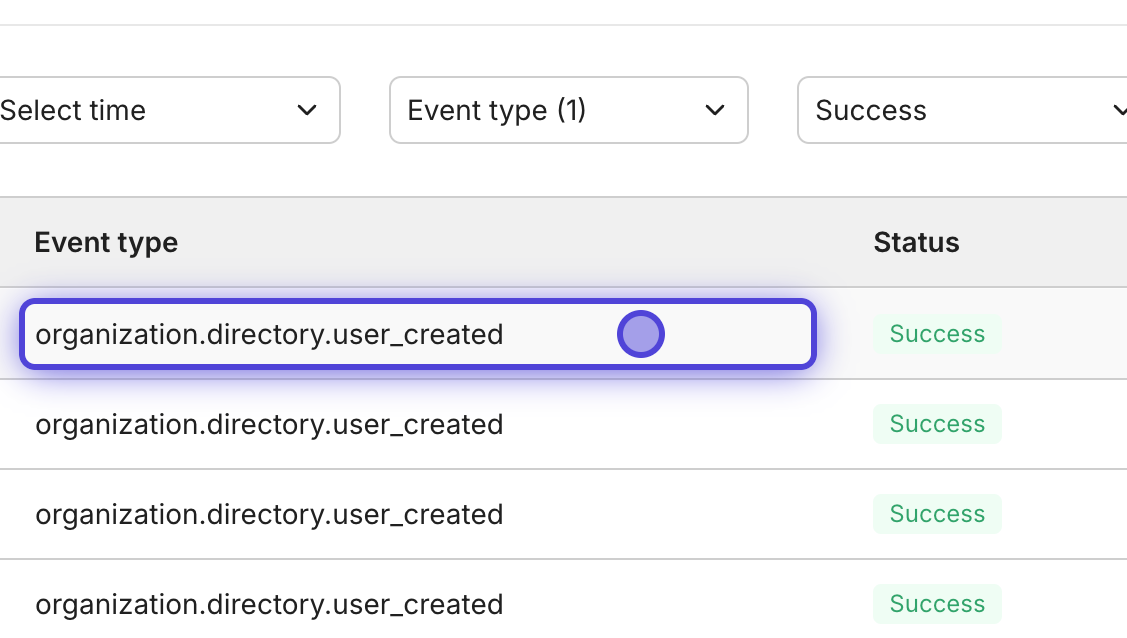 Select time Event type (1) Success
Event type Status
organization.directory.user_created Success
organization.directory.user_created Success
organization.directory.user_created Success
organization.directory.user_created Success